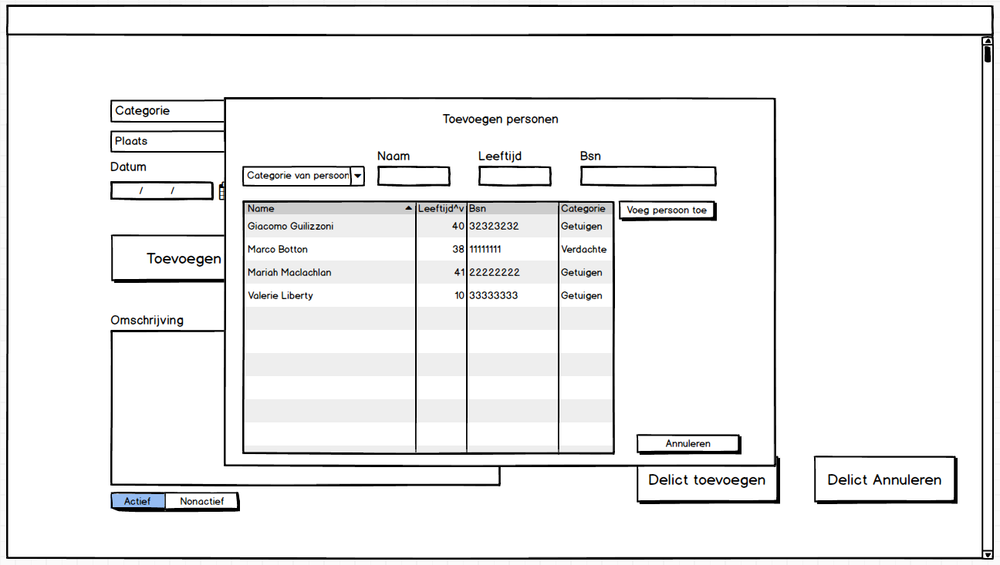 Categorie
Plaats
Datum
/ /
Toevoegen
Omschrijving
Actief Nonactief
Toevoegen personen
Naam Leeftijd Bsn
Categorie van persoon
Name Leeftijd^v Bsn Categorie
Giacomo Guilizzoni 40 32323232 Getuigen
Marco Botton 38 11111111 Verdachte
Mariah Maclachlan 41 22222222 Getuigen
Valerie Liberty 10 33333333 Getuigen
Voeg persoon toe
Annuleren
Delict toevoegen
Delict Annuleren